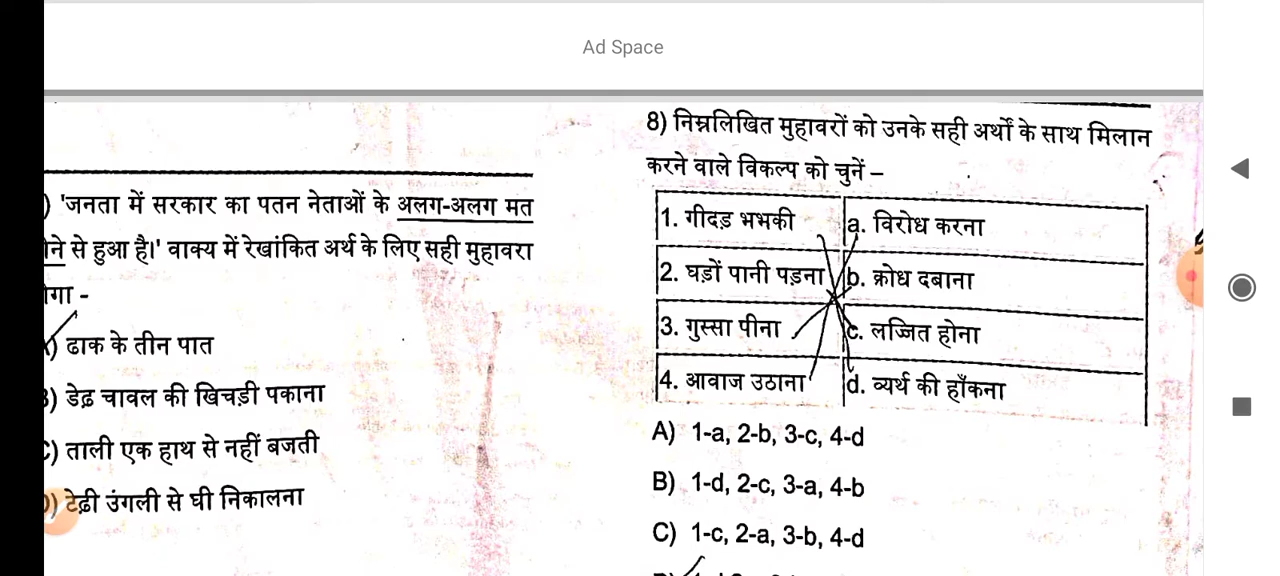 Ad Space
) 'जनता में सरकार का पतन नेताओं के अलग-अलग मत
ने से हुआ है।' वाक्य में रेखांकित अर्थ के लिए सही मुहावरा
गा -
) ढाक के तीन पात
) डेढ़ चावल की खिचड़ी पकाना
) ताली एक हाथ से नहीं बजती
) टेढ़ी उंगली से घी निकालना
8) निम्नलिखित मुहावरों को उनके सही अर्थों के साथ मिलान
करने वाले विकल्प को चुनें –
1. गीदड़ भभकी a. विरोध करना
2. घड़ों पानी पड़ना b. क्रोध दबाना
3. गुस्सा पीना c. लज्जित होना
4. आवाज उठाना d. व्यर्थ की हाँकना
A) 1-a, 2-b, 3-c, 4-d
B) 1-d, 2-c, 3-a, 4-b
C) 1-c, 2-a, 3-b, 4-d